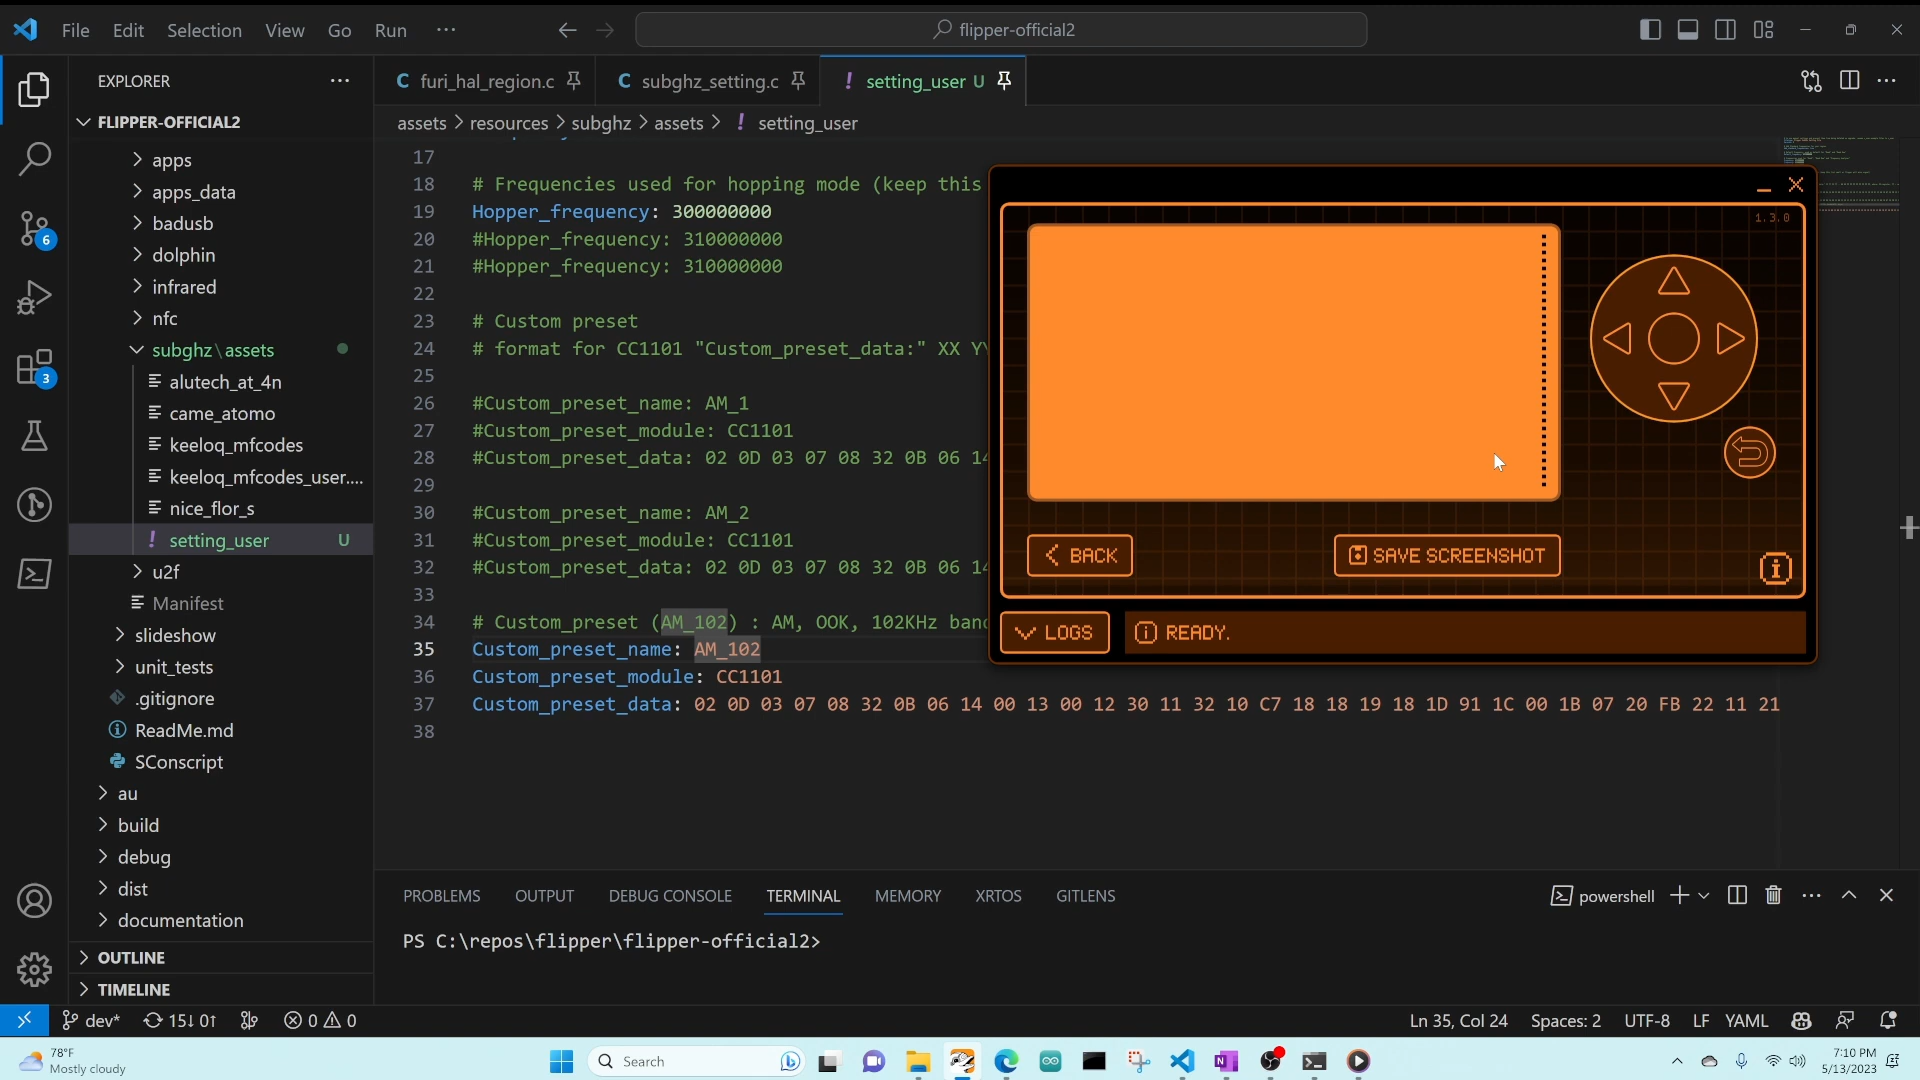 File Edit Selection View Go Run ···
flipper-official2
EXPLORER ···
FLIPPER-OFFICIAL2
apps
apps_data
badusb
dolphin
infrared
nfc
subghz\assets
alutech_at_4n
came_atomo
keeloq_mfcodes
keeloq_mfcodes_user....
nice_flor_s
! setting_user U
u2f
Manifest
slideshow
unit_tests
.gitignore
ReadMe.md
SConscript
au
build
debug
dist
documentation
OUTLINE
TIMELINE
6
3
C furi_hal_region.c C subghz_setting.c ! setting_user U
assets > resources > subghz > assets > ! setting_user
17
18 # Frequencies used for hopping mode (keep this
19 Hopper_frequency: 300000000
20 #Hopper_frequency: 310000000
21 #Hopper_frequency: 310000000
22
23 # Custom preset
24 # format for CC1101 "Custom_preset_data:" XX YY
25
26 #Custom_preset_name: AM_1
27 #Custom_preset_module: CC1101
28 #Custom_preset_data: 02 0D 03 07 08 32 0B 06 14
29
30 #Custom_preset_name: AM_2
31 #Custom_preset_module: CC1101
32 #Custom_preset_data: 02 0D 03 07 08 32 0B 06 14
33
34 # Custom_preset (AM_102) : AM, OOK, 102KHz band
35 Custom_preset_name: AM_102
36 Custom_preset_module: CC1101
37 Custom_preset_data: 02 0D 03 07 08 32 0B 06 14 00 13 00 12 30 11 32 10 C7 18 18 19 18 1D 91 1C 00 1B 07 20 FB 22 11 21
38
1.3.0
BACK
SAVE SCREENSHOT
LOGS
READY.
PROBLEMS OUTPUT DEBUG CONSOLE TERMINAL MEMORY XRTOS GITLENS
powershell
PS C:\repos\flipper\flipper-official2>
dev* 15↓ 0↑ 0 0
Ln 35, Col 24 Spaces: 2 UTF-8 LF YAML
78°F
Mostly cloudy
Search
7:10 PM
5/13/2023